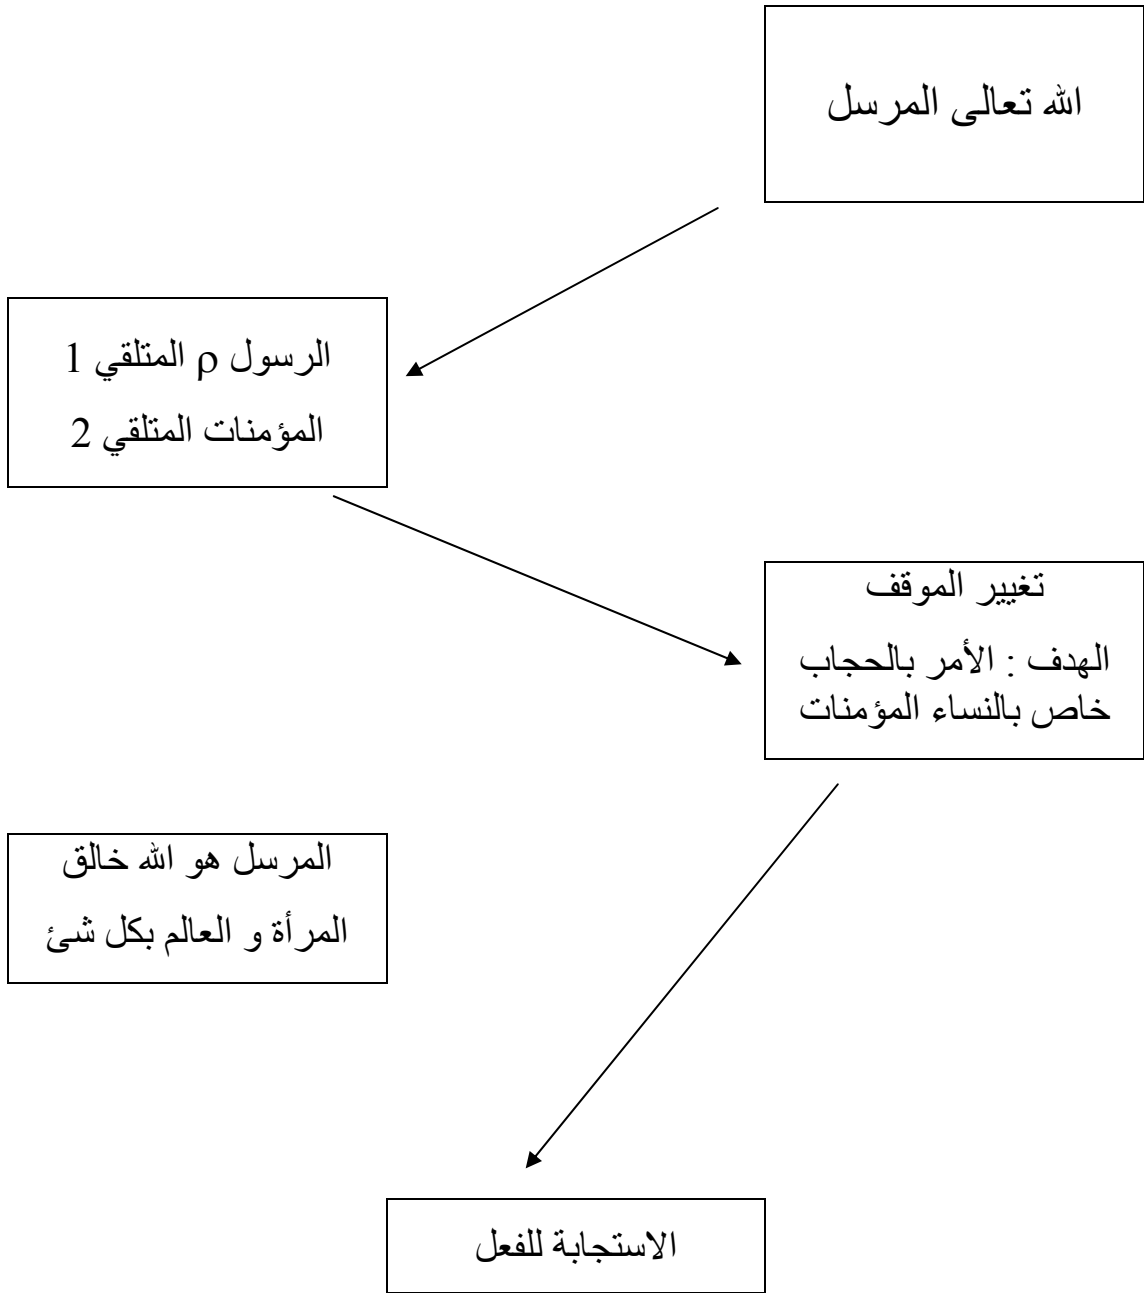 الله تعالى المرسل
الرسول ρ المتلقي 1
المؤمنات المتلقي 2
تغيير الموقف
الهدف : الأمر بالحجاب
خاص بالنساء المؤمنات
المرسل هو الله خالق
المرأة و العالم بكل شئ
الاستجابة للفعل